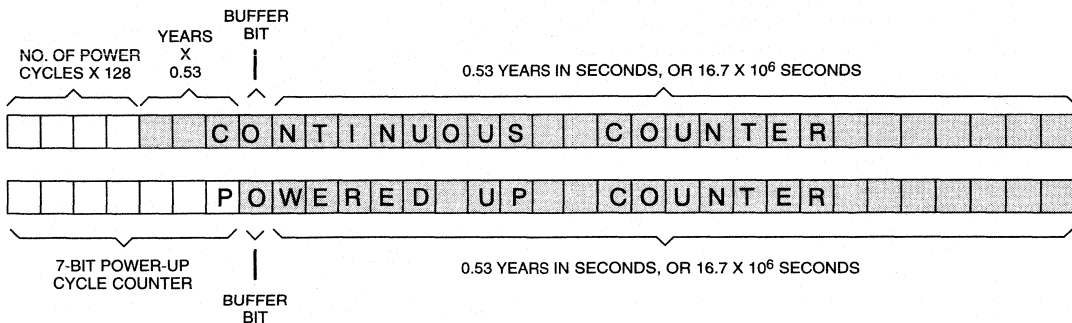 NO. OF POWER
CYCLES X 128
YEARS
X
0.53
BUFFER
BIT
0.53 YEARS IN SECONDS, OR 16.7 X 10⁶ SECONDS
CONTINUOUS COUNTER
POWERED UP COUNTER
7-BIT POWER-UP
CYCLE COUNTER
BUFFER
BIT
0.53 YEARS IN SECONDS, OR 16.7 X 10⁶ SECONDS